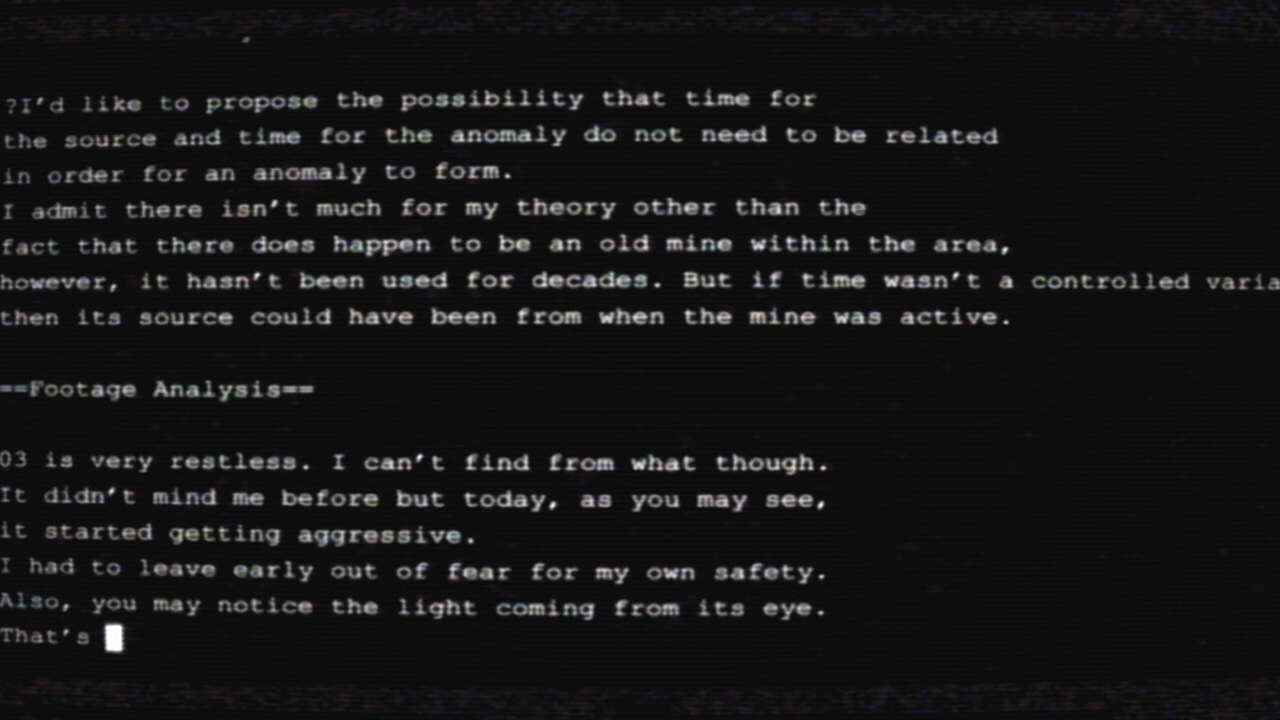 ?I'd like to propose the possibility that time for
the source and time for the anomaly do not need to be related
in order for an anomaly to form.
I admit there isn't much for my theory other than the
fact that there does happen to be an old mine within the area,
however, it hasn't been used for decades. But if time wasn't a controlled varia
then its source could have been from when the mine was active.
==Footage Analysis==
03 is very restless. I can't find from what though.
It didn't mind me before but today, as you may see,
it started getting aggressive.
I had to leave early out of fear for my own safety.
Also, you may notice the light coming from its eye.
That's